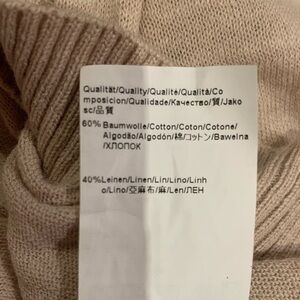 Qualität/Quality/Qualité/Qualità/Co
mposicion/Qualidade/Качество/質/Jako
sc/品質
60% Baumwolle/Cotton/Coton/Cotone/
Algodão/Algodón/綿/コットン/Bawelna
/ХЛОПОК
40%Leinen/Linen/Lin/Lino/Linh
o/Lino/亞麻布/麻/Len/ЛЕН